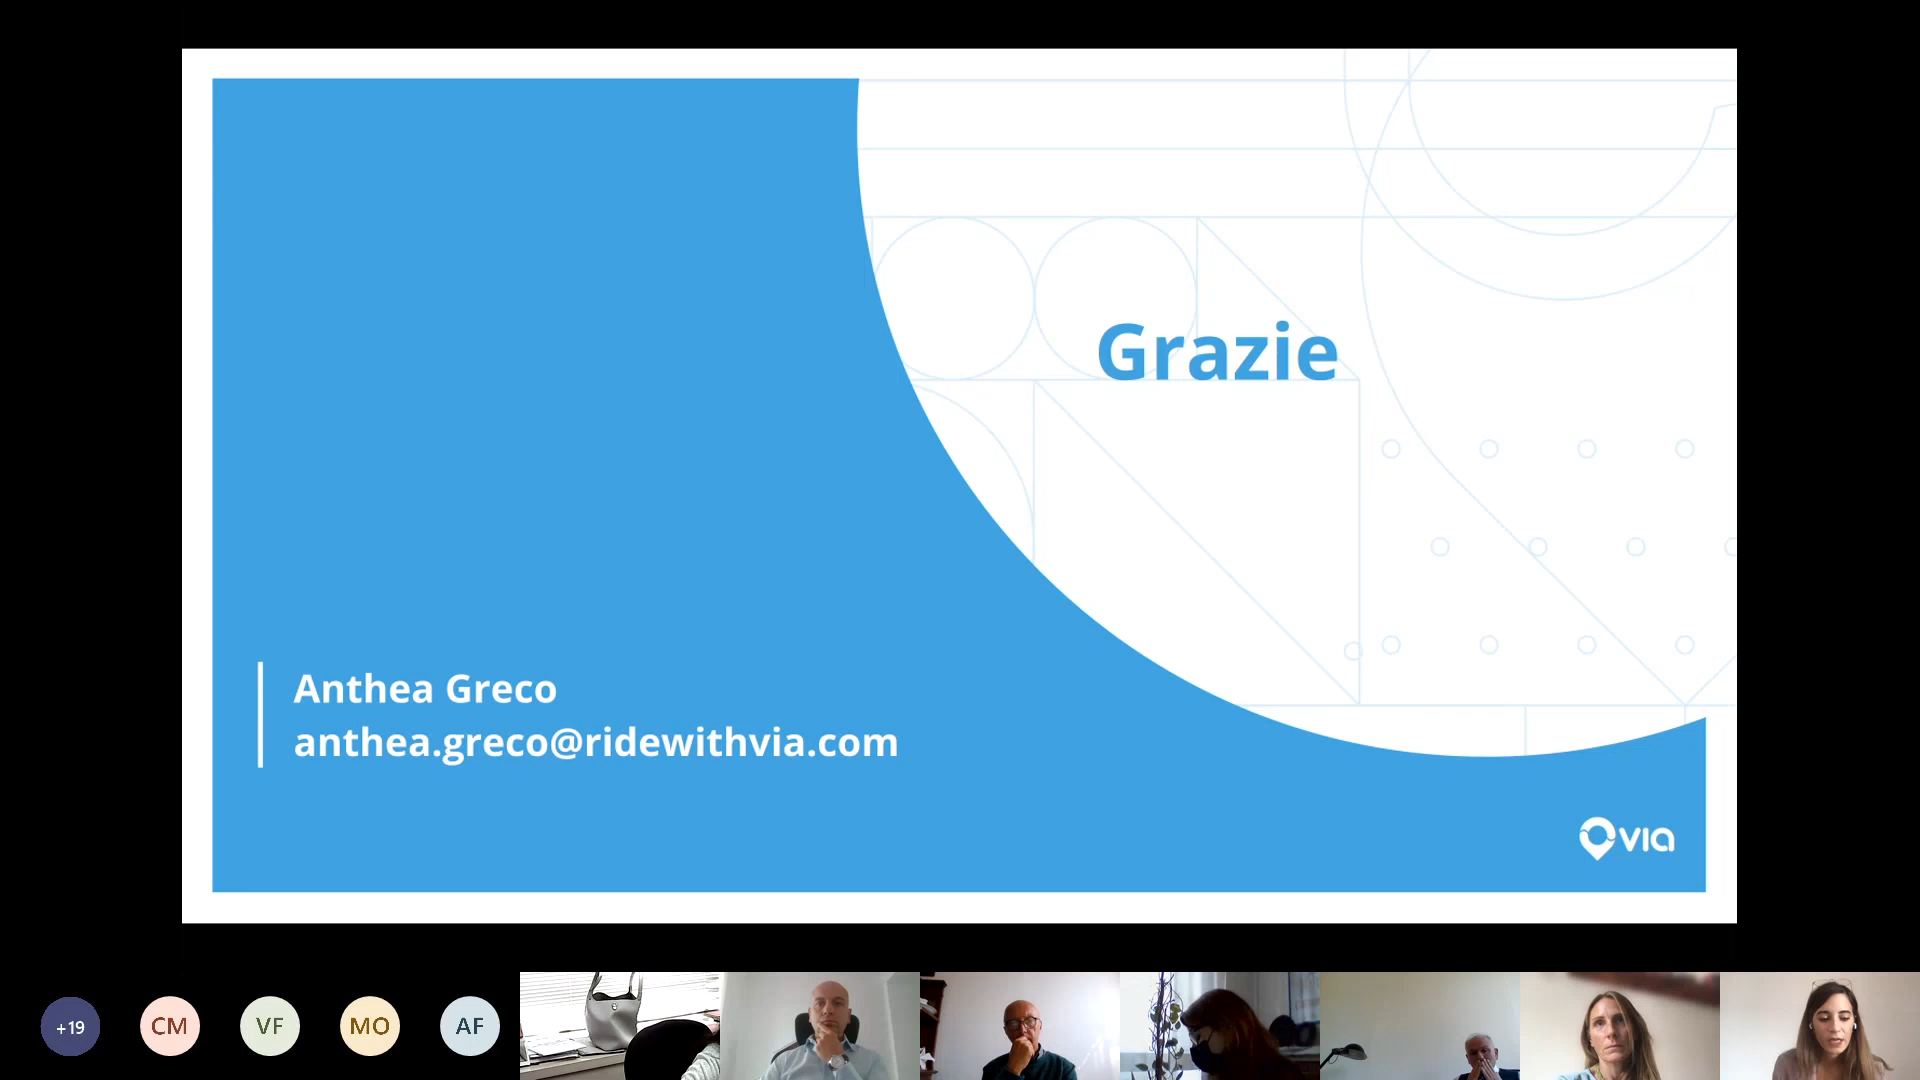 Grazie
Anthea Greco
anthea.greco@ridewithvia.com
via
+19
CM
VF
MO
AF